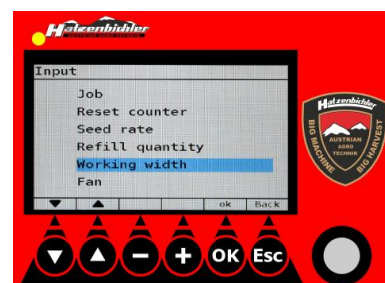 Hatzenbichler
Input
Job
Reset counter
Seed rate
Refill quantity
Working width
Fan
ok Back
OK Esc
Hatzenbichler
AUSTRIAN
AGRO
TECHNIK
BIG MACHINE
BIG HARVEST